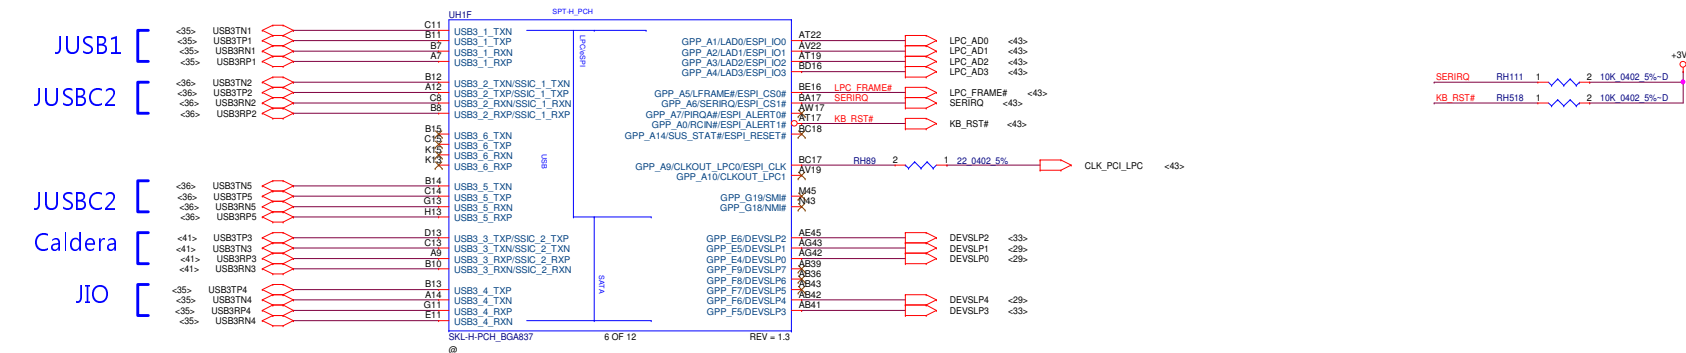 SPT-H_PCH
UH1F
JUSB1
<35> USB3TN1 C11 USB3_1_TXN
<35> USB3TP1 B11 USB3_1_TXP
<35> USB3RN1 B7 USB3_1_RXN
<35> USB3RP1 A7 USB3_1_RXP
JUSBC2
<36> USB3TN2 B12 USB3_2_TXN/SSIC_1_TXN
<36> USB3TP2 A12 USB3_2_TXP/SSIC_1_TXP
<36> USB3RN2 C8 USB3_2_RXN/SSIC_1_RXN
<36> USB3RP2 B8 USB3_2_RXP/SSIC_1_RXP
B15 USB3_6_TXN
C15 USB3_6_TXP
K15 USB3_6_RXN
K13 USB3_6_RXP
JUSBC2
<36> USB3TN5 B14 USB3_5_TXN
<36> USB3TP5 C14 USB3_5_TXP
<36> USB3RN5 G13 USB3_5_RXN
<36> USB3RP5 H13 USB3_5_RXP
Caldera
<41> USB3TP3 D13 USB3_3_TXP/SSIC_2_TXP
<41> USB3TN3 C13 USB3_3_TXN/SSIC_2_TXN
<41> USB3RP3 A9 USB3_3_RXP/SSIC_2_RXP
<41> USB3RN3 B10 USB3_3_RXN/SSIC_2_RXN
JIO
<35> USB3TP4 B13 USB3_4_TXP
<35> USB3TN4 A14 USB3_4_TXN
<35> USB3RP4 G11 USB3_4_RXP
<35> USB3RN4 E11 USB3_4_RXN
LPC/eSPI
USB
SATA
GPP_A1/LAD0/ESPI_IO0 AT22 LPC_AD0 <43>
GPP_A2/LAD1/ESPI_IO1 AV22 LPC_AD1 <43>
GPP_A3/LAD2/ESPI_IO2 AT19 LPC_AD2 <43>
GPP_A4/LAD3/ESPI_IO3 BD16 LPC_AD3 <43>
GPP_A5/LFRAME#/ESPI_CS0# BE16 LPC_FRAME# LPC_FRAME# <43>
GPP_A6/SERIRQ/ESPI_CS1# BA17 SERIRQ SERIRQ <43>
GPP_A7/PIRQA#/ESPI_ALERT0# AW17
GPP_A0/RCIN#/ESPI_ALERT1# AT17 KB_RST# KB_RST# <43>
GPP_A14/SUS_STAT#/ESPI_RESET# BC18
GPP_A9/CLKOUT_LPC0/ESPI_CLK BC17 RH89 2 1 22_0402_5% CLK_PCI_LPC <43>
GPP_A10/CLKOUT_LPC1 AV19
GPP_G19/SMI# M45
GPP_G18/NMI# N43
GPP_E6/DEVSLP2 AE45 DEVSLP2 <33>
GPP_E5/DEVSLP1 AG43 DEVSLP1 <29>
GPP_E4/DEVSLP0 AG42 DEVSLP0 <29>
GPP_F9/DEVSLP7 AB39
GPP_F8/DEVSLP6 AB36
GPP_F7/DEVSLP5 AB43
GPP_F6/DEVSLP4 AB42 DEVSLP4 <29>
GPP_F5/DEVSLP3 AB41 DEVSLP3 <33>
SKL-H-PCH_BGA837 6 OF 12 REV = 1.3
@
+3V
SERIRQ RH111 1 2 10K_0402_5%~D
KB_RST# RH518 1 2 10K_0402_5%~D